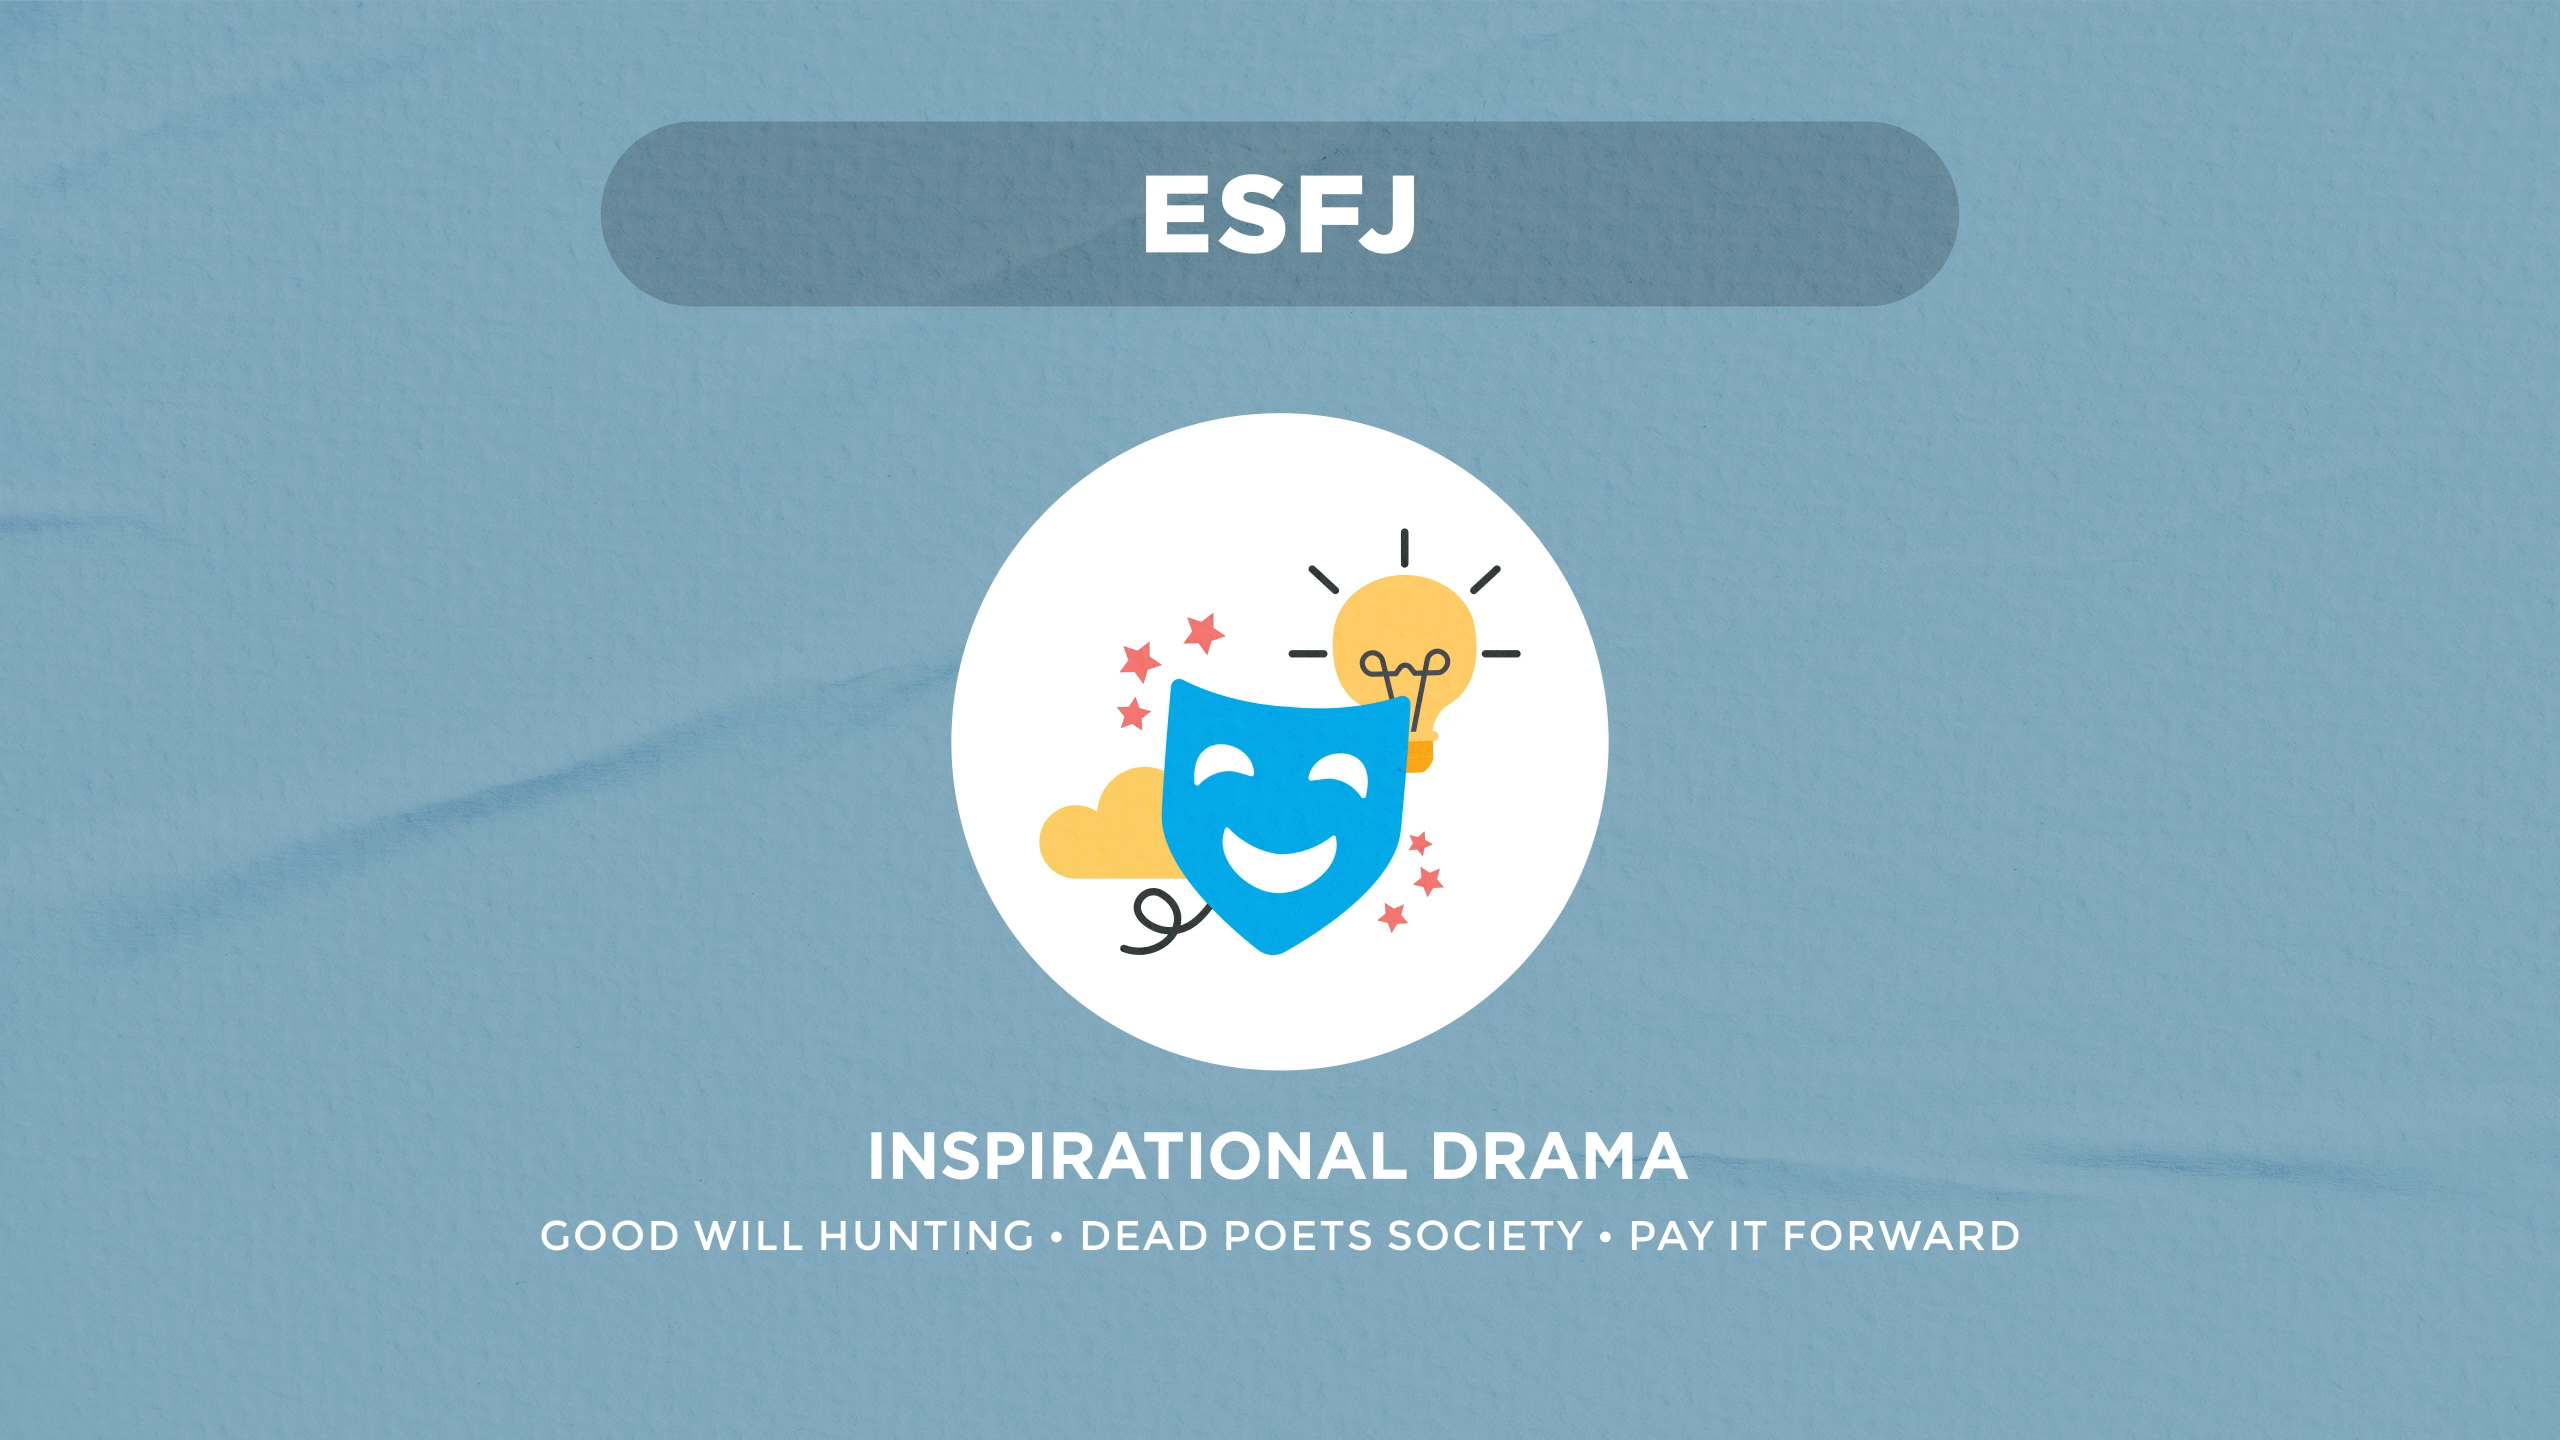 ESFJ
INSPIRATIONAL DRAMA
GOOD WILL HUNTING • DEAD POETS SOCIETY • PAY IT FORWARD